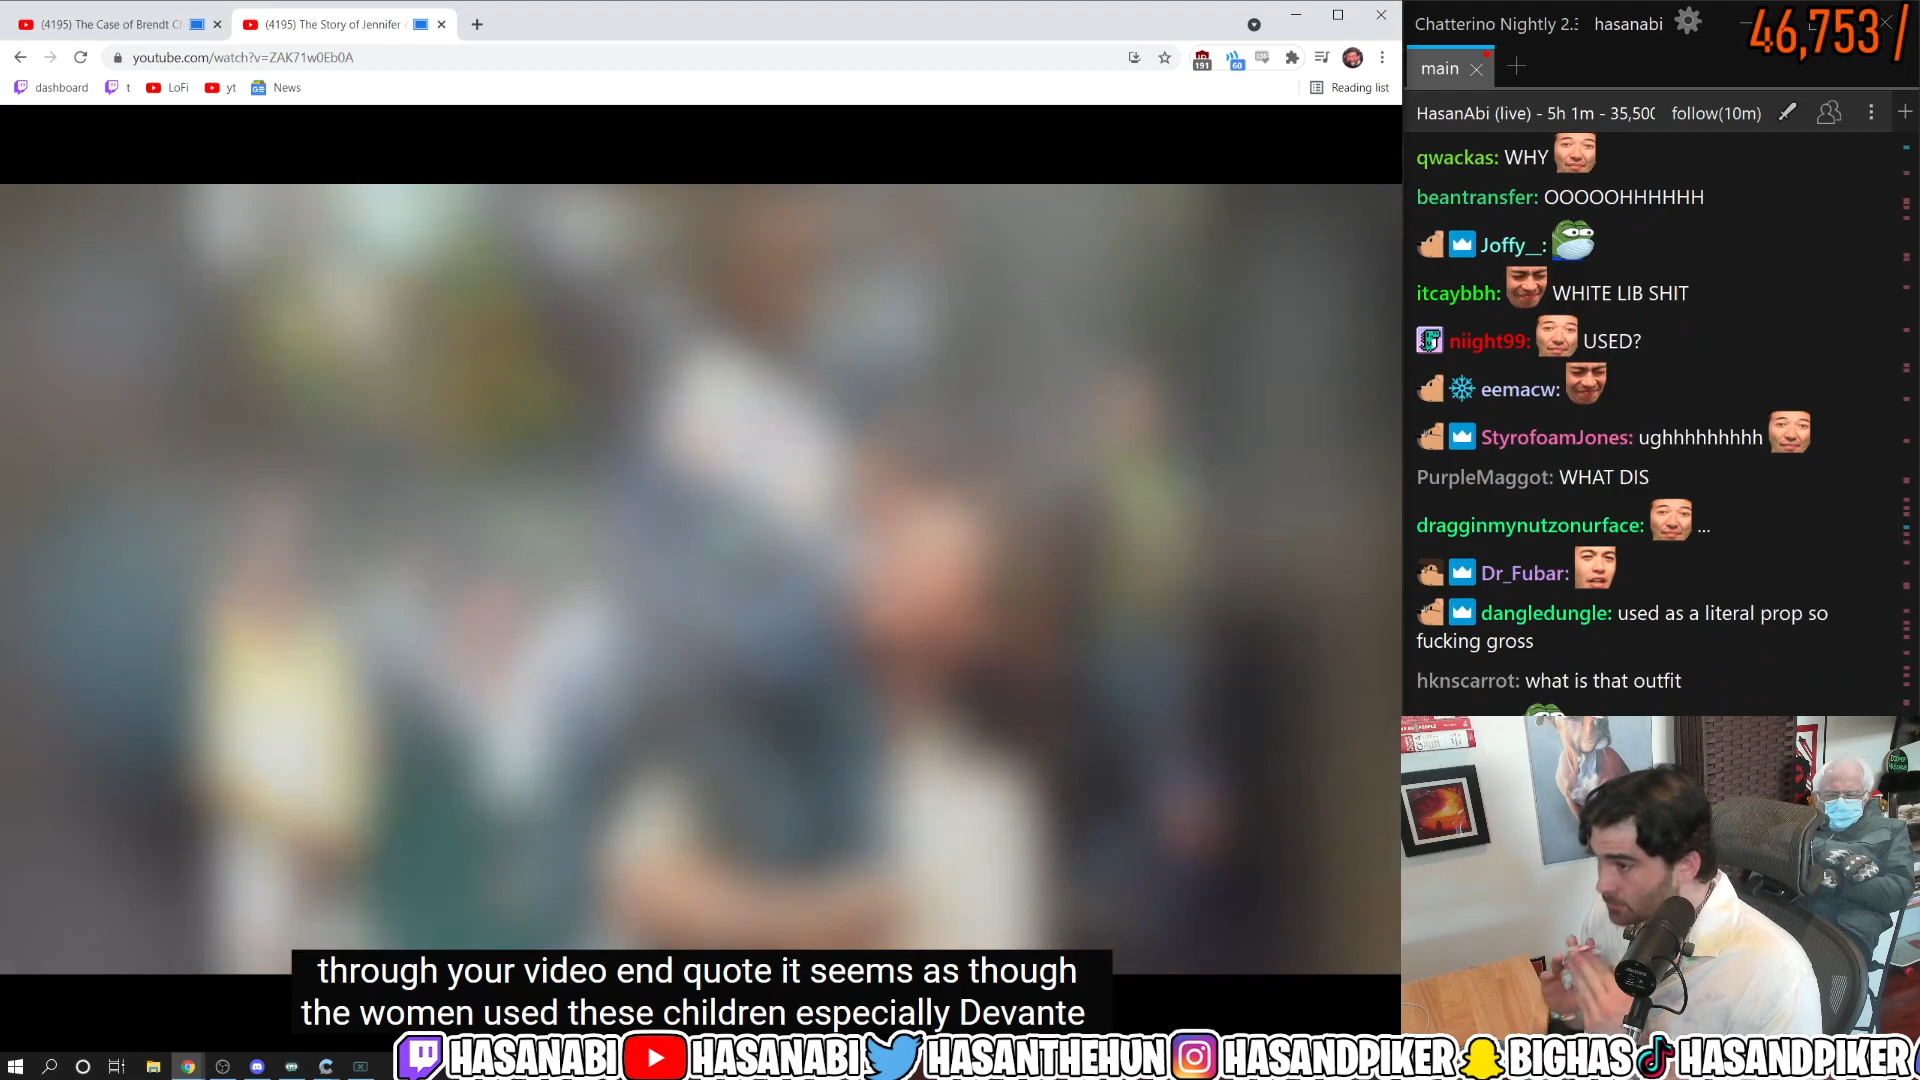 (4195) The Case of Brendt C
(4195) The Story of Jennifer
youtube.com/watch?v=ZAK71w0Eb0A
191
60
dashboard
t
LoFi
yt
News
Reading list
through your video end quote it seems as though
the women used these children especially Devante
Chatterino Nightly 2.
hasanabi
46,753 /
main
HasanAbi (live) - 5h 1m - 35,500
follow(10m)
qwackas: WHY
beantransfer: OOOOOHHHHHH
Joffy__:
itcaybbh: WHITE LIB SHIT
niight99: USED?
eemacw:
StyrofoamJones: ughhhhhhhhh
PurpleMaggot: WHAT DIS
dragginmynutzonurface: ...
Dr_Fubar:
dangledungle: used as a literal prop so
fucking gross
hknscarrot: what is that outfit
HASANABI
HASANABI
HASANTHEHUN
HASANDPIKER
BIGHAS
HASANDPIKER